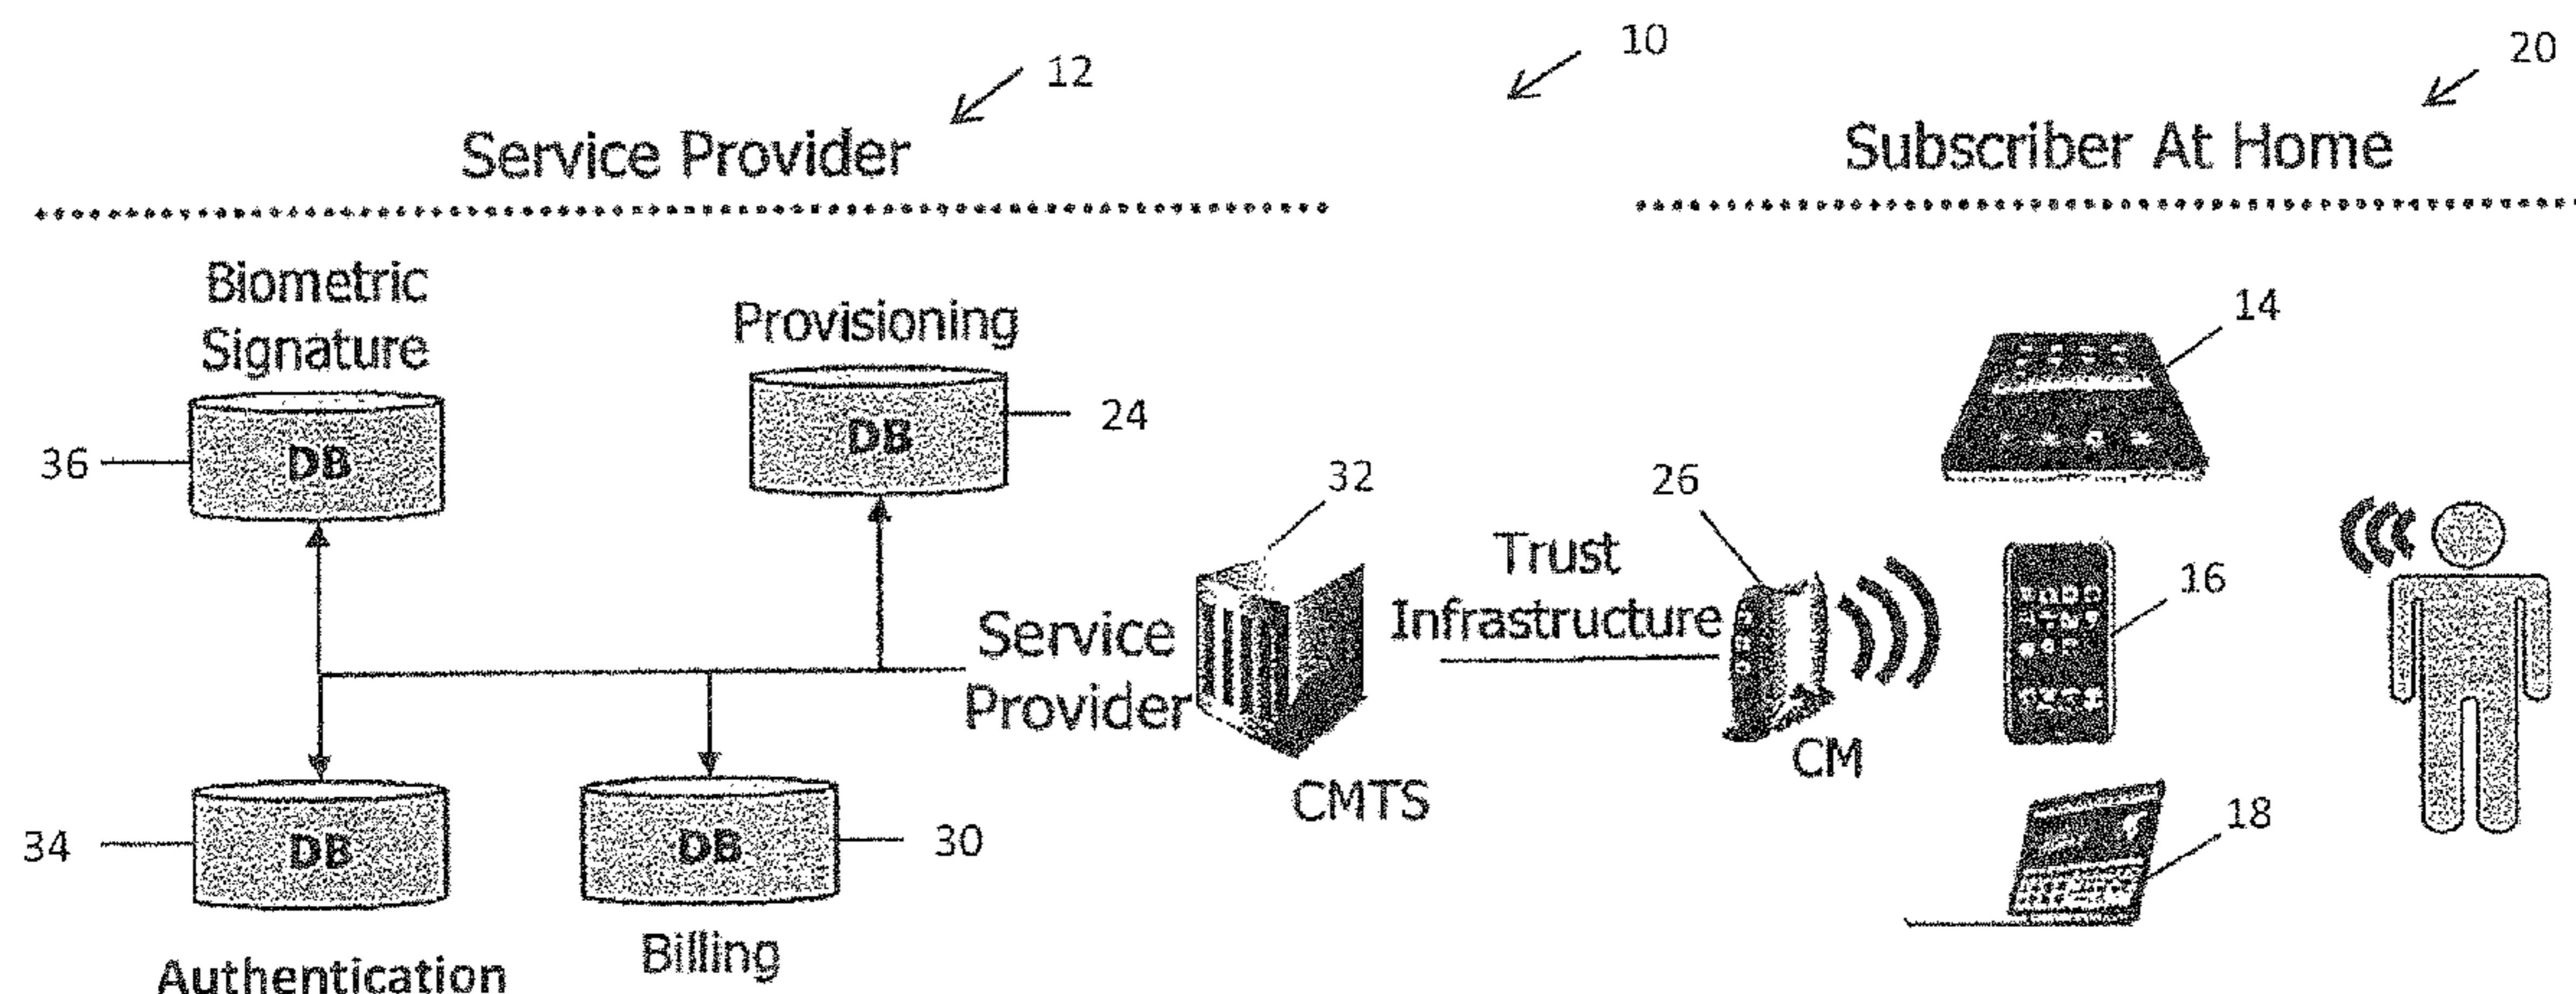 10
20
12
Service Provider
Subscriber At Home
Biometric
Signature
Provisioning
14
DB
24
36
DB
32
26
Trust
Infrastructure
16
Service
Provider
CM
CMTS
18
34
DB
DB
30
Billing
Authentication